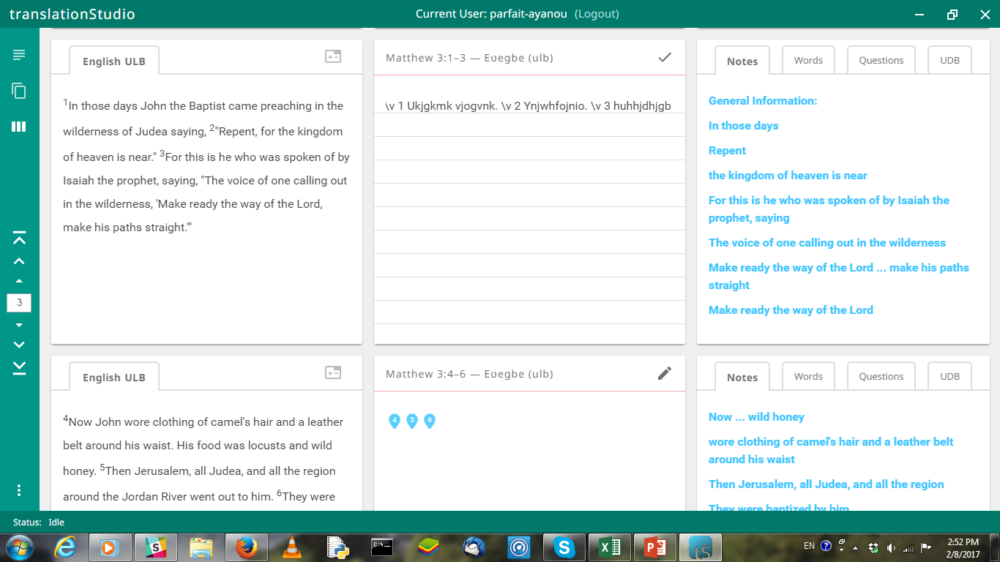 translationStudio
Current User: parfait-ayanou (Logout)
English ULB
1In those days John the Baptist came preaching in the
wilderness of Judea saying, 2"Repent, for the kingdom
of heaven is near." 3For this is he who was spoken of by
Isaiah the prophet, saying, "The voice of one calling out
in the wilderness, 'Make ready the way of the Lord,
make his paths straight.'"
Matthew 3:1–3 — Eʋegbe (ulb)
\v 1 Ukjgkmk vjogvnk. \v 2 Ynjwhfojnio. \v 3 huhhjdhjgb
Notes
Words
Questions
UDB
General Information:
In those days
Repent
the kingdom of heaven is near
For this is he who was spoken of by Isaiah the
prophet, saying
The voice of one calling out in the wilderness
Make ready the way of the Lord ... make his paths
straight
Make ready the way of the Lord
3
English ULB
4Now John wore clothing of camel's hair and a leather
belt around his waist. His food was locusts and wild
honey. 5Then Jerusalem, all Judea, and all the region
around the Jordan River went out to him. 6They were
Matthew 3:4–6 — Eʋegbe (ulb)
4 5 6
Notes
Words
Questions
UDB
Now ... wild honey
wore clothing of camel's hair and a leather belt
around his waist
Then Jerusalem, all Judea, and all the region
They were baptized by him
Status: Idle
EN
2:52 PM
2/8/2017